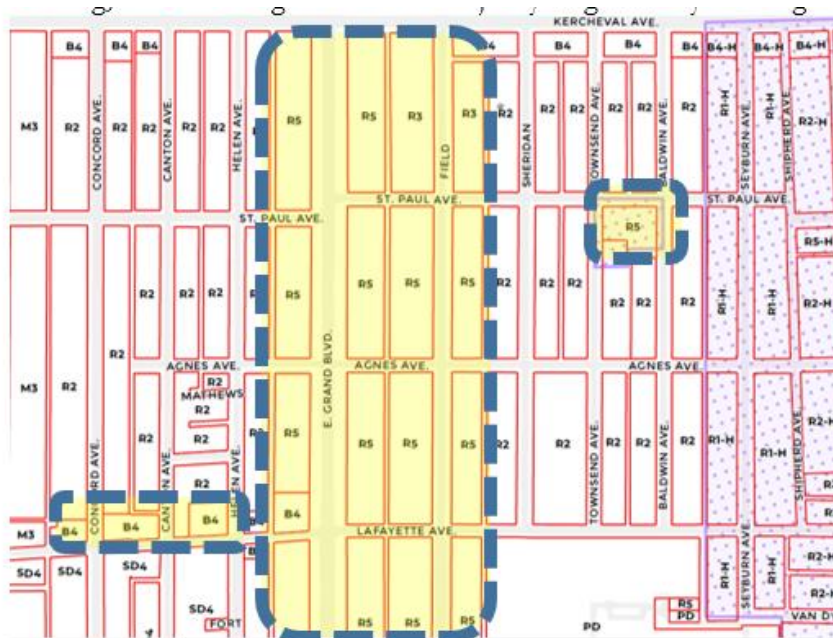 KERCHEVAL AVE.
B4 B4 B4 B4 B4 B4 B4-H B4-H B4-H
M3 R2 R2 R2 R2 R2 R5 R5 R3 R3 R2 R2 R2 R2 R2 R2 R1-H R1-H R2-H
CONCORD AVE.
CANTON AVE.
HELEN AVE.
FIELD
SHERIDAN
BALDWIN AVE.
SEYBURN AVE.
SHIPHERD AVE.
ST. PAUL AVE.
ST. PAUL AVE.
ST. PAUL AVE.
R5
R5-H
R2 R2 R2 R5 R5 R5 R5 R2 R2 R2 R2 R2 R2 R1-H R1-H R2-H
R2
E. GRAND BLVD.
AGNES AVE.
AGNES AVE.
AGNES AVE.
M3 R2 R2
MATHEWS
R2
R2 R2 R5 R5 R5 R5 R2 R2 R2 R2 R2 R1-H R1-H
R2
CANTON AVE.
HELEN AVE.
TOWNSEND AVE.
BALDWIN AVE.
SHIPHERD AVE.
B4 B4 B4 B4
M3
LAFAYETTE AVE.
SD4 SD4 SD4
SEYBURN AVE.
R1-H R1-H R2-H
R2-H
SD4
FORT
R5 R5 R5
PD
R5
PD